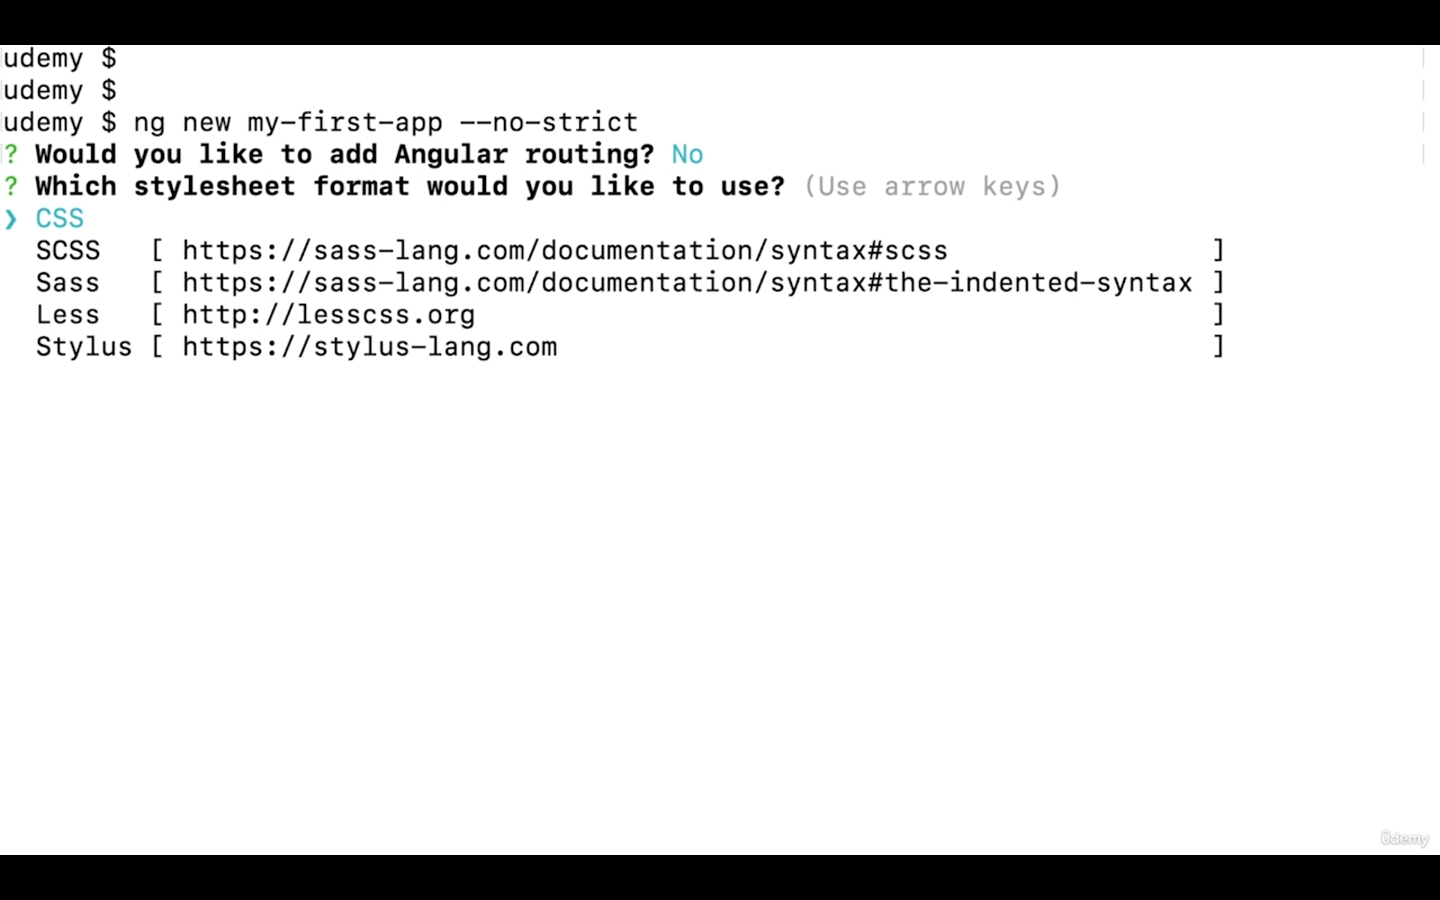 udemy $
udemy $
udemy $ ng new my-first-app --no-strict
? Would you like to add Angular routing? No
? Which stylesheet format would you like to use? (Use arrow keys)
❯ CSS
SCSS [ https://sass-lang.com/documentation/syntax#scss ]
Sass [ https://sass-lang.com/documentation/syntax#the-indented-syntax ]
Less [ http://lesscss.org ]
Stylus [ https://stylus-lang.com ]
ûdemy